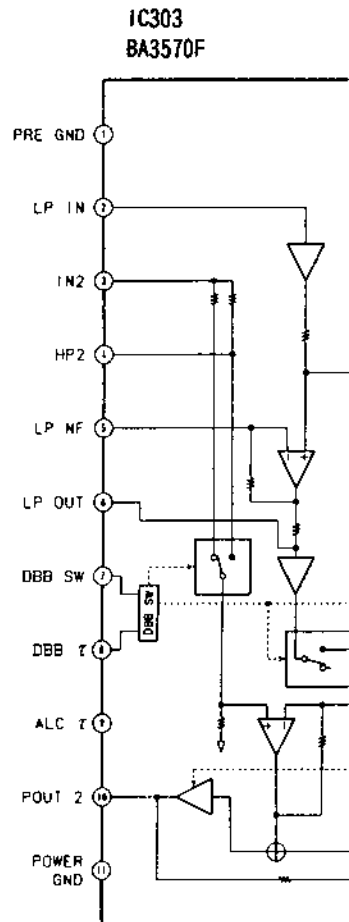 IC303
BA3570F
PRE GND 1
LP IN 2
IN2 3
HP2 4
LP NF 5
LP OUT 6
DBB SW 7
DBB SW
DBB τ 8
ALC τ 9
POUT 2 10
POWER
GND 11